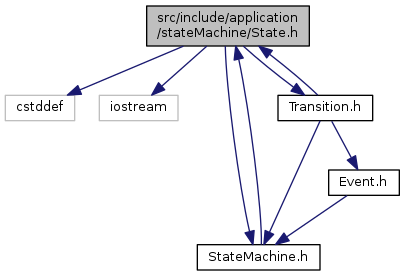 src/include/application
/stateMachine/State.h
cstddef
iostream
Transition.h
Event.h
StateMachine.h